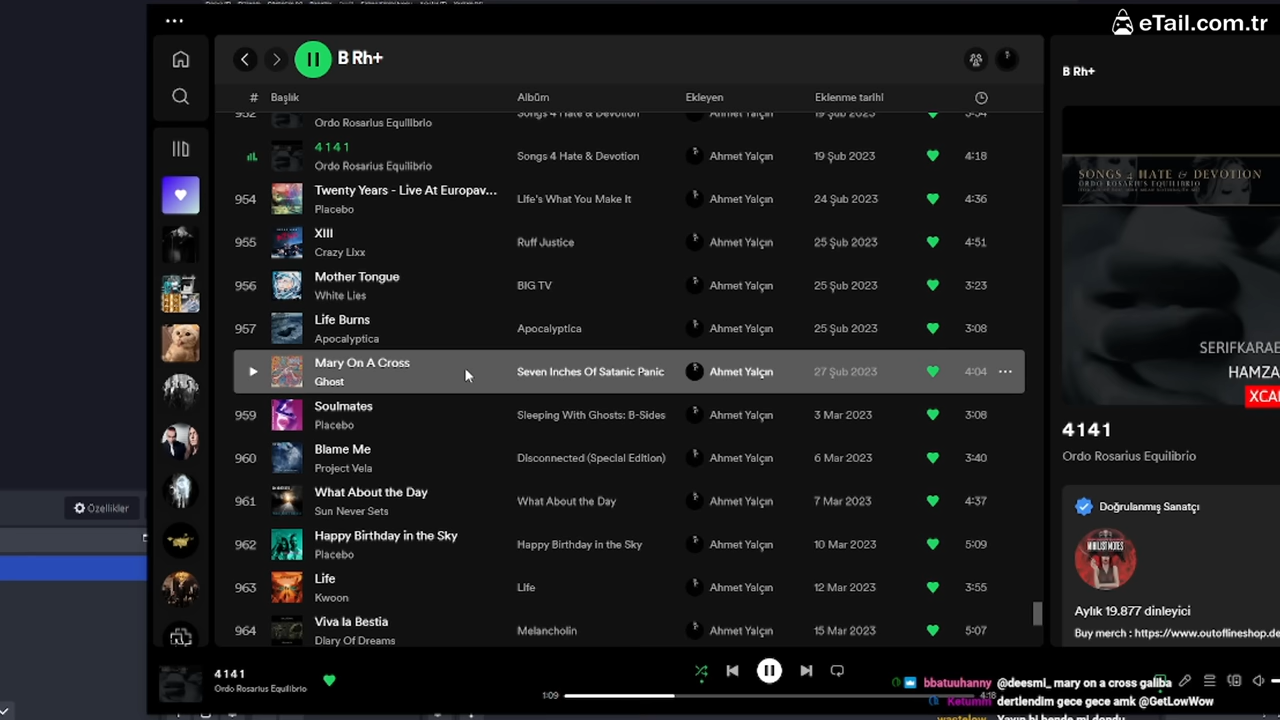 eTail.com.tr
B Rh+
B Rh+
# Başlık Albüm Ekleyen Eklenme tarihi
952 Ordo Rosarius Equilibrio Songs 4 Hate & Devotion Ahmet Yalçın 19 Şub 2023 3:54
4141
Ordo Rosarius Equilibrio Songs 4 Hate & Devotion Ahmet Yalçın 19 Şub 2023 4:18
954 Twenty Years - Live At Europav...
Placebo Life's What You Make It Ahmet Yalçın 24 Şub 2023 4:36
955 XIII
Crazy Lixx Ruff Justice Ahmet Yalçın 25 Şub 2023 4:51
956 Mother Tongue
White Lies BIG TV Ahmet Yalçın 25 Şub 2023 3:23
957 Life Burns
Apocalyptica Apocalyptica Ahmet Yalçın 25 Şub 2023 3:08
Mary On A Cross
Ghost Seven Inches Of Satanic Panic Ahmet Yalçın 27 Şub 2023 4:04
959 Soulmates
Placebo Sleeping With Ghosts: B-Sides Ahmet Yalçın 3 Mar 2023 3:08
960 Blame Me
Project Vela Disconnected (Special Edition) Ahmet Yalçın 6 Mar 2023 3:40
961 What About the Day
Sun Never Sets What About the Day Ahmet Yalçın 7 Mar 2023 4:37
962 Happy Birthday in the Sky
Placebo Happy Birthday in the Sky Ahmet Yalçın 10 Mar 2023 5:09
963 Life
Kwoon Life Ahmet Yalçın 12 Mar 2023 3:55
964 Viva la Bestia
Diary Of Dreams Melancholin Ahmet Yalçın 15 Mar 2023 5:07
SONGS 4 HATE & DEVOTION
ORDO ROSARIUS EQUILIBRIO
SERIFKARAE
HAMZA
XCA
4141
Ordo Rosarius Equilibrio
Doğrulanmış Sanatçı
Aylık 19.877 dinleyici
Buy merch : https://www.outoflineshop.de
Özellikler
4141
Ordo Rosarius Equilibrio
1:09 4:18
bbatuuhanny @deesmi_ mary on a cross galiba
Ketumin dertlendim gece gece amk @GetLowWow